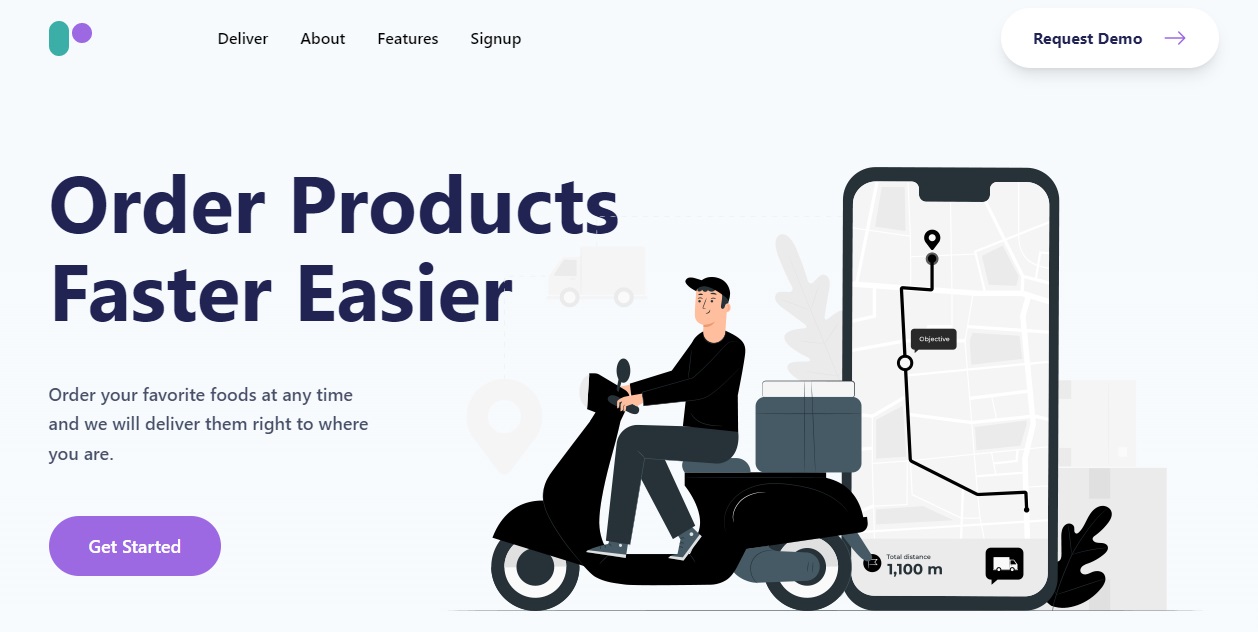 Deliver
About
Features
Signup
Request Demo
Order Products
Faster Easier
Order your favorite foods at any time
and we will deliver them right to where
you are.
Get Started
Objective
Total distance
1,100 m